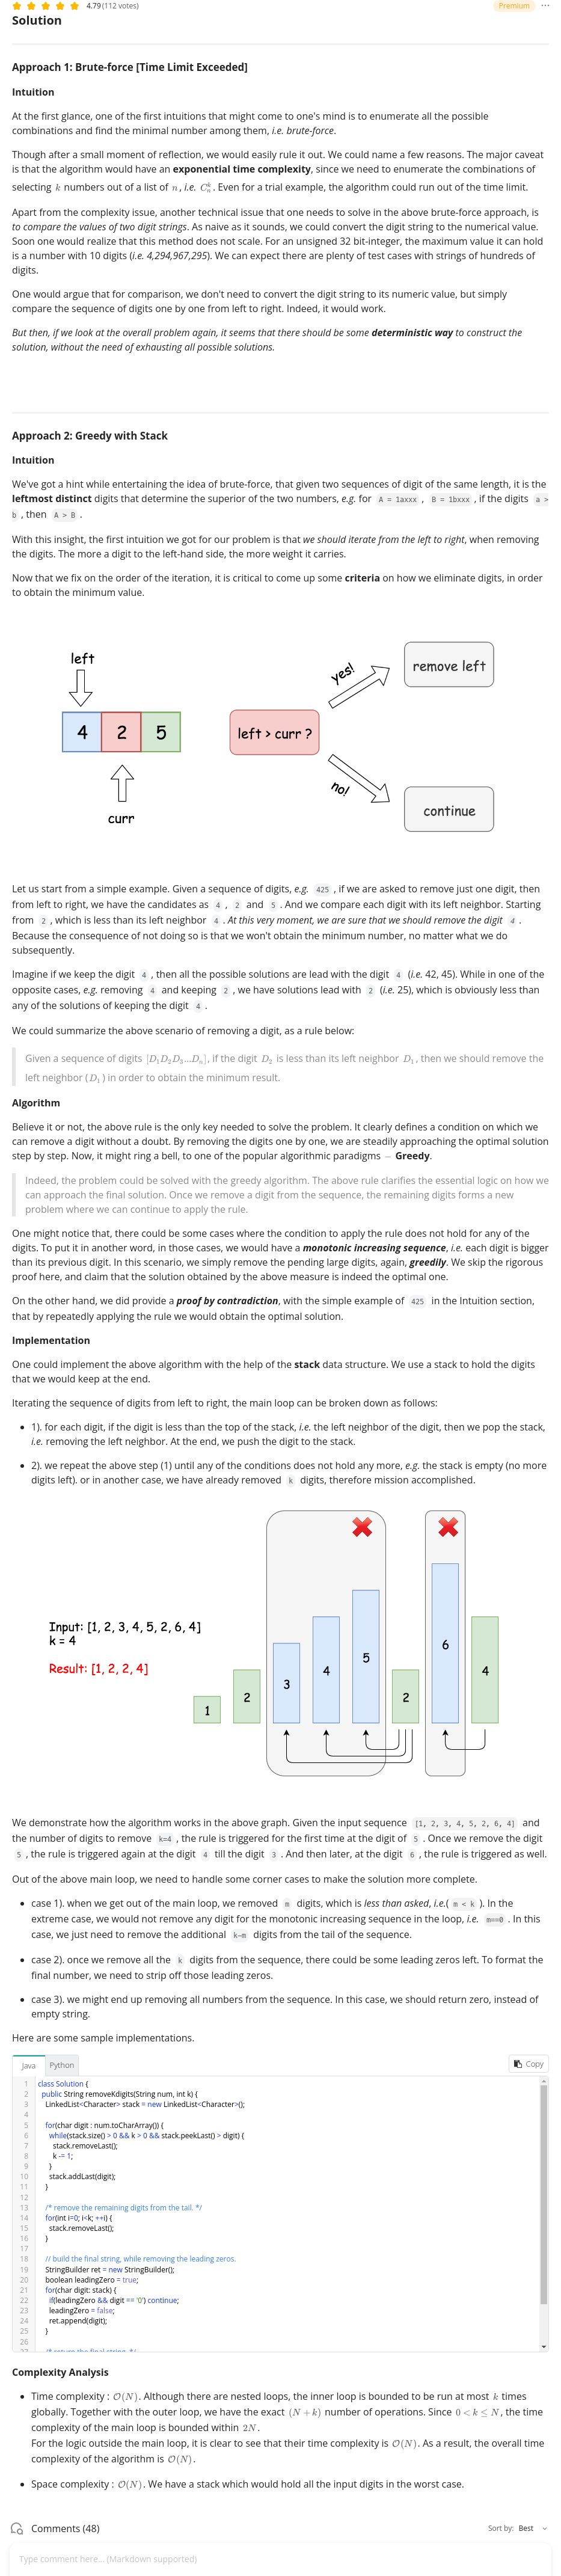 4.79 (112 votes) Premium ...
Solution
Approach 1: Brute-force [Time Limit Exceeded]
Intuition
At the first glance, one of the first intuitions that might come to one's mind is to enumerate all the possible
combinations and find the minimal number among them, i.e. brute-force.
Though after a small moment of reflection, we would easily rule it out. We could name a few reasons. The major caveat
is that the algorithm would have an exponential time complexity, since we need to enumerate the combinations of
selecting k numbers out of a list of n, i.e. C_n^k. Even for a trial example, the algorithm could run out of the time limit.
Apart from the complexity issue, another technical issue that one needs to solve in the above brute-force approach, is
to compare the values of two digit strings. As naive as it sounds, we could convert the digit string to the numerical value.
Soon one would realize that this method does not scale. For an unsigned 32 bit-integer, the maximum value it can hold
is a number with 10 digits (i.e. 4,294,967,295). We can expect there are plenty of test cases with strings of hundreds of
digits.
One would argue that for comparison, we don't need to convert the digit string to its numeric value, but simply
compare the sequence of digits one by one from left to right. Indeed, it would work.
But then, if we look at the overall problem again, it seems that there should be some deterministic way to construct the
solution, without the need of exhausting all possible solutions.
Approach 2: Greedy with Stack
Intuition
We've got a hint while entertaining the idea of brute-force, that given two sequences of digit of the same length, it is the
leftmost distinct digits that determine the superior of the two numbers, e.g. for A = 1axxx , B = 1bxxx , if the digits a >
b , then A > B .
With this insight, the first intuition we got for our problem is that we should iterate from the left to right, when removing
the digits. The more a digit to the left-hand side, the more weight it carries.
Now that we fix on the order of the iteration, it is critical to come up some criteria on how we eliminate digits, in order
to obtain the minimum value.
left
4 2 5
curr
left > curr ?
yes!
remove left
no!
continue
Let us start from a simple example. Given a sequence of digits, e.g. 425 , if we are asked to remove just one digit, then
from left to right, we have the candidates as 4 , 2 and 5 . And we compare each digit with its left neighbor. Starting
from 2 , which is less than its left neighbor 4 . At this very moment, we are sure that we should remove the digit 4 .
Because the consequence of not doing so is that we won't obtain the minimum number, no matter what we do
subsequently.
Imagine if we keep the digit 4 , then all the possible solutions are lead with the digit 4 (i.e. 42, 45). While in one of the
opposite cases, e.g. removing 4 and keeping 2 , we have solutions lead with 2 (i.e. 25), which is obviously less than
any of the solutions of keeping the digit 4 .
We could summarize the above scenario of removing a digit, as a rule below:
Given a sequence of digits [D1D2D3...Dn], if the digit D2 is less than its left neighbor D1, then we should remove the
left neighbor (D1) in order to obtain the minimum result.
Algorithm
Believe it or not, the above rule is the only key needed to solve the problem. It clearly defines a condition on which we
can remove a digit without a doubt. By removing the digits one by one, we are steadily approaching the optimal solution
step by step. Now, it might ring a bell, to one of the popular algorithmic paradigms – Greedy.
Indeed, the problem could be solved with the greedy algorithm. The above rule clarifies the essential logic on how we
can approach the final solution. Once we remove a digit from the sequence, the remaining digits forms a new
problem where we can continue to apply the rule.
One might notice that, there could be some cases where the condition to apply the rule does not hold for any of the
digits. To put it in another word, in those cases, we would have a monotonic increasing sequence, i.e. each digit is bigger
than its previous digit. In this scenario, we simply remove the pending large digits, again, greedily. We skip the rigorous
proof here, and claim that the solution obtained by the above measure is indeed the optimal one.
On the other hand, we did provide a proof by contradiction, with the simple example of 425 in the Intuition section,
that by repeatedly applying the rule we would obtain the optimal solution.
Implementation
One could implement the above algorithm with the help of the stack data structure. We use a stack to hold the digits
that we would keep at the end.
Iterating the sequence of digits from left to right, the main loop can be broken down as follows:
• 1). for each digit, if the digit is less than the top of the stack, i.e. the left neighbor of the digit, then we pop the stack,
i.e. removing the left neighbor. At the end, we push the digit to the stack.
• 2). we repeat the above step (1) until any of the conditions does not hold any more, e.g. the stack is empty (no more
digits left). or in another case, we have already removed k digits, therefore mission accomplished.
Input: [1, 2, 3, 4, 5, 2, 6, 4]
k = 4
Result: [1, 2, 2, 4]
1 2 3 4 5 2 6 4
We demonstrate how the algorithm works in the above graph. Given the input sequence [1, 2, 3, 4, 5, 2, 6, 4] and
the number of digits to remove k=4 , the rule is triggered for the first time at the digit of 5 . Once we remove the digit
5 , the rule is triggered again at the digit 4 till the digit 3 . And then later, at the digit 6 , the rule is triggered as well.
Out of the above main loop, we need to handle some corner cases to make the solution more complete.
• case 1). when we get out of the main loop, we removed m digits, which is less than asked, i.e.( m < k ). In the
extreme case, we would not remove any digit for the monotonic increasing sequence in the loop, i.e. m==0 . In this
case, we just need to remove the additional k-m digits from the tail of the sequence.
• case 2). once we remove all the k digits from the sequence, there could be some leading zeros left. To format the
final number, we need to strip off those leading zeros.
• case 3). we might end up removing all numbers from the sequence. In this case, we should return zero, instead of
empty string.
Here are some sample implementations.
Java Python Copy
1 class Solution {
2 public String removeKdigits(String num, int k) {
3 LinkedList<Character> stack = new LinkedList<Character>();
4
5 for(char digit : num.toCharArray()) {
6 while(stack.size() > 0 && k > 0 && stack.peekLast() > digit) {
7 stack.removeLast();
8 k -= 1;
9 }
10 stack.addLast(digit);
11 }
12
13 /* remove the remaining digits from the tail. */
14 for(int i=0; i<k; ++i) {
15 stack.removeLast();
16 }
17
18 // build the final string, while removing the leading zeros.
19 StringBuilder ret = new StringBuilder();
20 boolean leadingZero = true;
21 for(char digit: stack) {
22 if(leadingZero && digit == '0') continue;
23 leadingZero = false;
24 ret.append(digit);
25 }
26
27 /* return the final string */
Complexity Analysis
• Time complexity : O(N). Although there are nested loops, the inner loop is bounded to be run at most k times
globally. Together with the outer loop, we have the exact (N + k) number of operations. Since 0 < k ≤ N, the time
complexity of the main loop is bounded within 2N.
For the logic outside the main loop, it is clear to see that their time complexity is O(N). As a result, the overall time
complexity of the algorithm is O(N).
• Space complexity : O(N). We have a stack which would hold all the input digits in the worst case.
Comments (48) Sort by: Best
Type comment here... (Markdown supported)